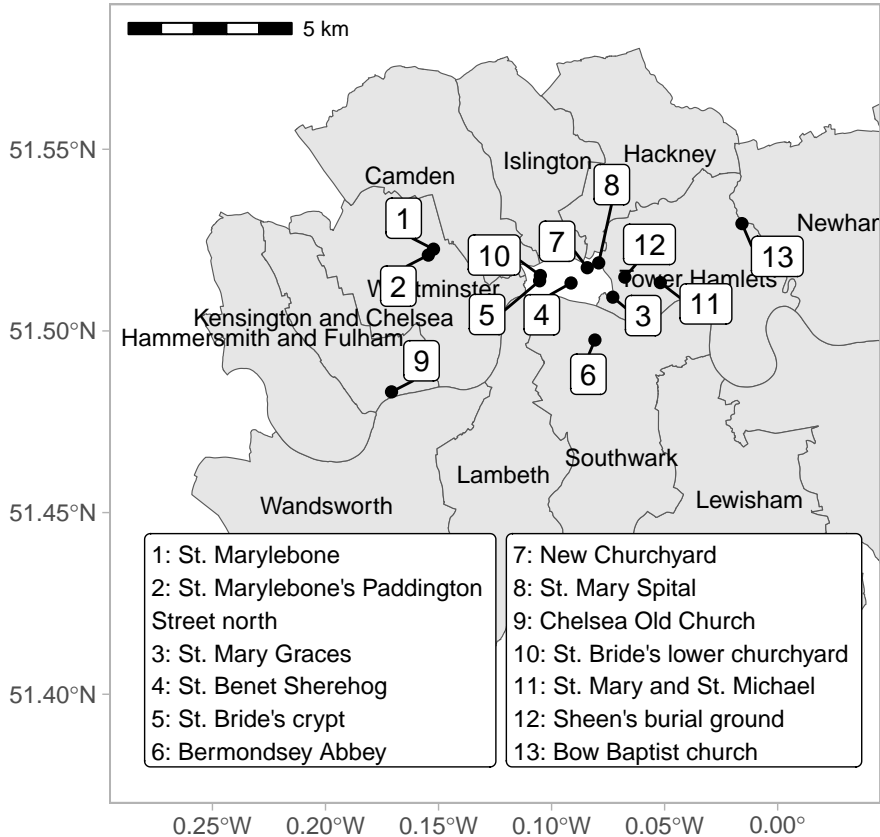 5 km
51.55°N
51.50°N
51.45°N
51.40°N
Hackney
Islington
Camden
8
1
Newham
7
12
10
13
2
Tower Hamlets
Westminster
5
4
3
11
Kensington and Chelsea
Hammersmith and Fulham
9
6
Southwark
Lambeth
Lewisham
Wandsworth
1: St. Marylebone
2: St. Marylebone's Paddington
Street north
3: St. Mary Graces
4: St. Benet Sherehog
5: St. Bride's crypt
6: Bermondsey Abbey
7: New Churchyard
8: St. Mary Spital
9: Chelsea Old Church
10: St. Bride's lower churchyard
11: St. Mary and St. Michael
12: Sheen's burial ground
13: Bow Baptist church
0.25°W
0.20°W
0.15°W
0.10°W
0.05°W
0.00°